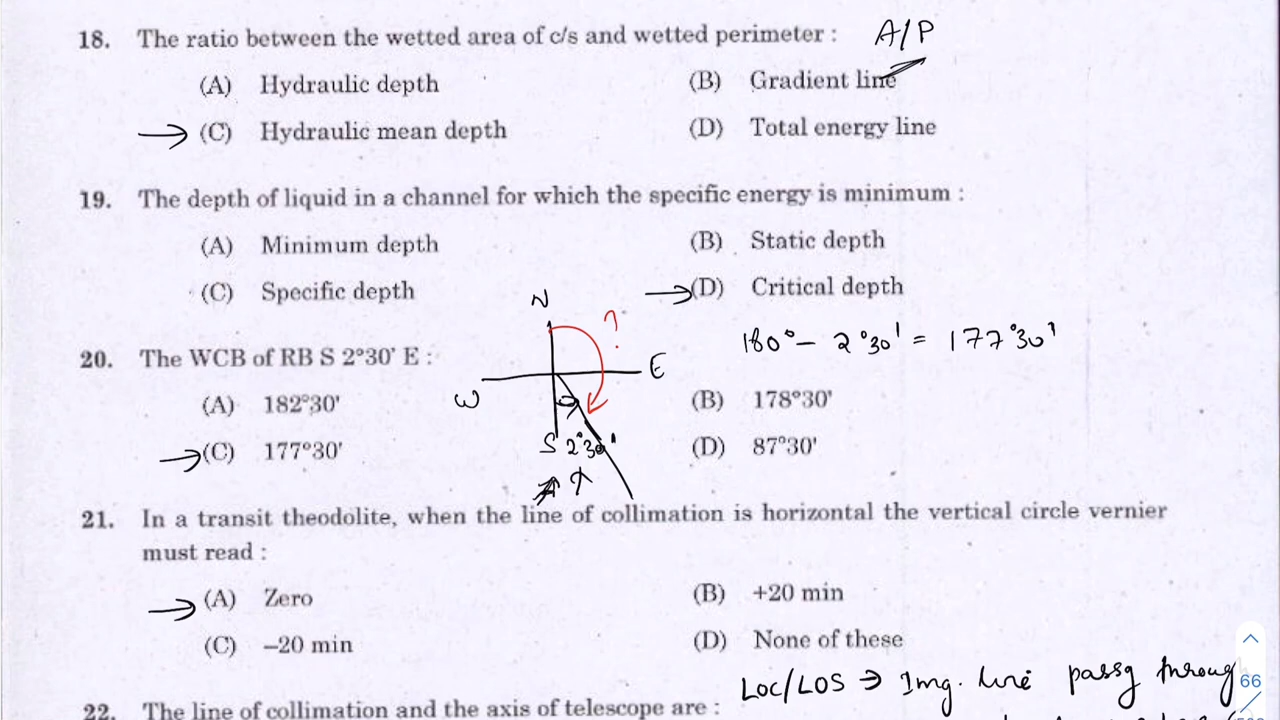 18. The ratio between the wetted area of c/s and wetted perimeter : A/P
(A) Hydraulic depth (B) Gradient line
(C) Hydraulic mean depth (D) Total energy line
19. The depth of liquid in a channel for which the specific energy is minimum :
(A) Minimum depth (B) Static depth
(C) Specific depth (D) Critical depth
N
?
180° – 2°30' = 177°30'
20. The WCB of RB S 2°30' E :
W E
(A) 182°30' (B) 178°30'
(C) 177°30' (D) 87°30'
S 2°30'
21. In a transit theodolite, when the line of collimation is horizontal the vertical circle vernier
must read :
(A) Zero (B) +20 min
(C) –20 min (D) None of these
LOC/LOS → Img. line passg through
66
22. The line of collimation and the axis of telescope are :